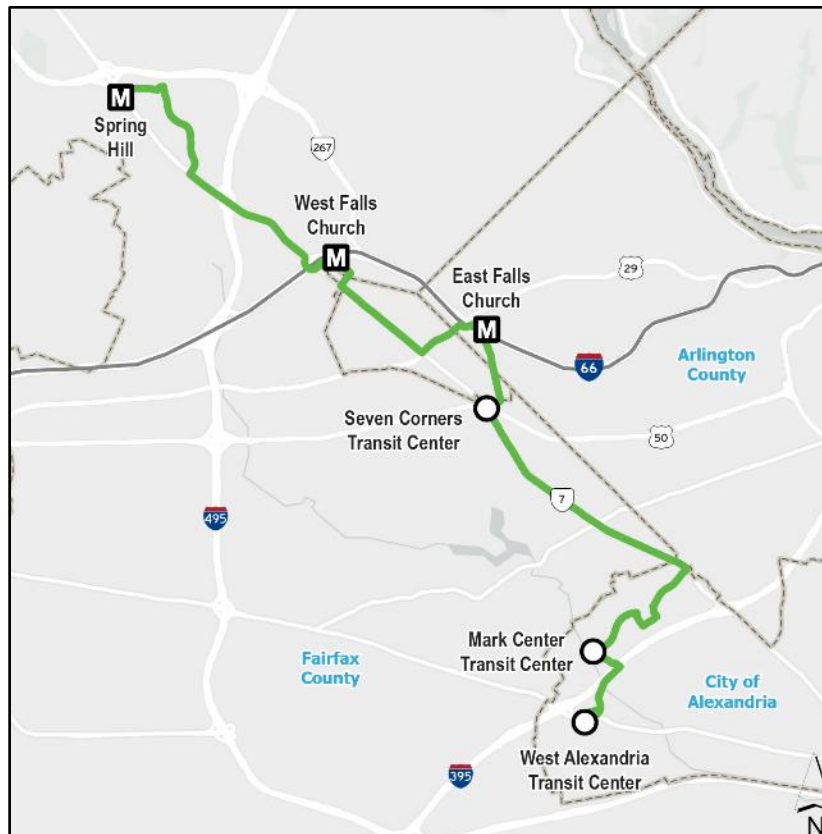 M
Spring
Hill
267
West Falls
Church
M
East Falls
Church
29
M
66
Arlington
County
Seven Corners
Transit Center
50
7
495
Mark Center
Transit Center
Fairfax
County
City of
Alexandria
West Alexandria
Transit Center
395
N